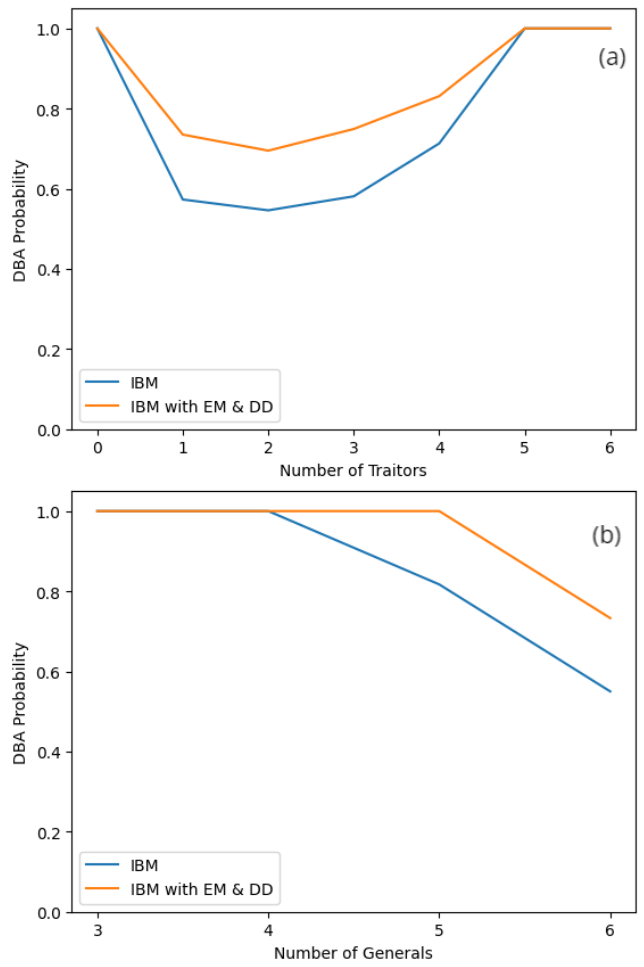 1.0
(a)
0.8
0.6
DBA Probability
0.4
0.2
IBM
IBM with EM & DD
0.0
0 1 2 3 4 5 6
Number of Traitors
1.0
(b)
0.8
0.6
DBA Probability
0.4
0.2
IBM
IBM with EM & DD
0.0
3 4 5 6
Number of Generals